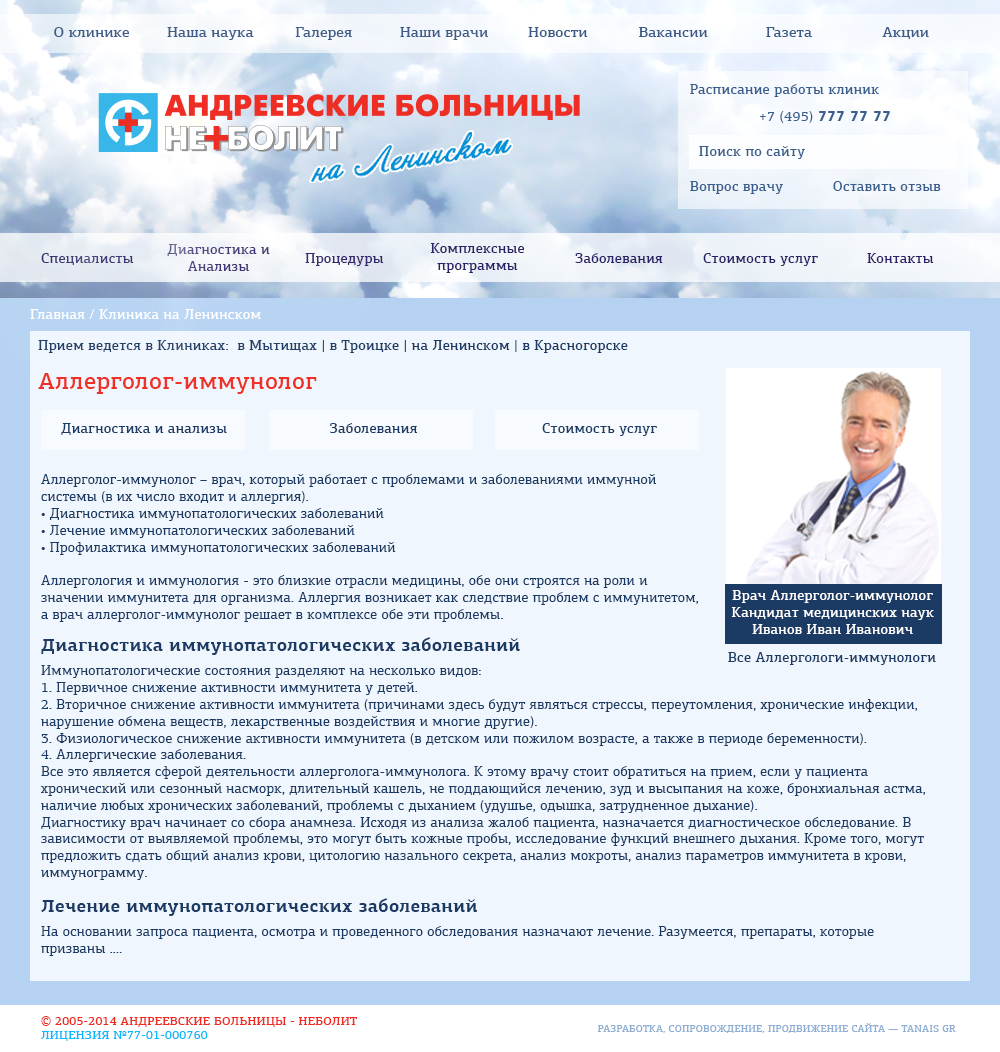 О клинике Наша наука Галерея Наши врачи Новости Вакансии Газета Акции
АНДРЕЕВСКИЕ БОЛЬНИЦЫ
НЕ+БОЛИТ
на Ленинском
Расписание работы клиник
+7 (495) 777 77 77
Поиск по сайту
Вопрос врачу Оставить отзыв
Специалисты Диагностика и Анализы Процедуры Комплексные программы Заболевания Стоимость услуг Контакты
Главная / Клиника на Ленинском
Прием ведется в Клиниках: в Мытищах | в Троицке | на Ленинском | в Красногорске
Аллерголог-иммунолог
Диагностика и анализы Заболевания Стоимость услуг
Аллерголог-иммунолог – врач, который работает с проблемами и заболеваниями иммунной
системы (в их число входит и аллергия).
• Диагностика иммунопатологических заболеваний
• Лечение иммунопатологических заболеваний
• Профилактика иммунопатологических заболеваний
Аллергология и иммунология - это близкие отрасли медицины, обе они строятся на роли и
значении иммунитета для организма. Аллергия возникает как следствие проблем с иммунитетом,
а врач аллерголог-иммунолог решает в комплексе обе эти проблемы.
Врач Аллерголог-иммунолог
Кандидат медицинских наук
Иванов Иван Иванович
Все Аллергологи-иммунологи
Диагностика иммунопатологических заболеваний
Иммунопатологические состояния разделяют на несколько видов:
1. Первичное снижение активности иммунитета у детей.
2. Вторичное снижение активности иммунитета (причинами здесь будут являться стрессы, переутомления, хронические инфекции,
нарушение обмена веществ, лекарственные воздействия и многие другие).
3. Физиологическое снижение активности иммунитета (в детском или пожилом возрасте, а также в периоде беременности).
4. Аллергические заболевания.
Все это является сферой деятельности аллерголога-иммунолога. К этому врачу стоит обратиться на прием, если у пациента
хронический или сезонный насморк, длительный кашель, не поддающийся лечению, зуд и высыпания на коже, бронхиальная астма,
наличие любых хронических заболеваний, проблемы с дыханием (удушье, одышка, затрудненное дыхание).
Диагностику врач начинает со сбора анамнеза. Исходя из анализа жалоб пациента, назначается диагностическое обследование. В
зависимости от выявляемой проблемы, это могут быть кожные пробы, исследование функций внешнего дыхания. Кроме того, могут
предложить сдать общий анализ крови, цитологию назального секрета, анализ мокроты, анализ параметров иммунитета в крови,
иммунограмму.
Лечение иммунопатологических заболеваний
На основании запроса пациента, осмотра и проведенного обследования назначают лечение. Разумеется, препараты, которые
призваны ....
© 2005-2014 АНДРЕЕВСКИЕ БОЛЬНИЦЫ - НЕБОЛИТ
ЛИЦЕНЗИЯ №77-01-000760
РАЗРАБОТКА, СОПРОВОЖДЕНИЕ, ПРОДВИЖЕНИЕ САЙТА — TANAIS GR